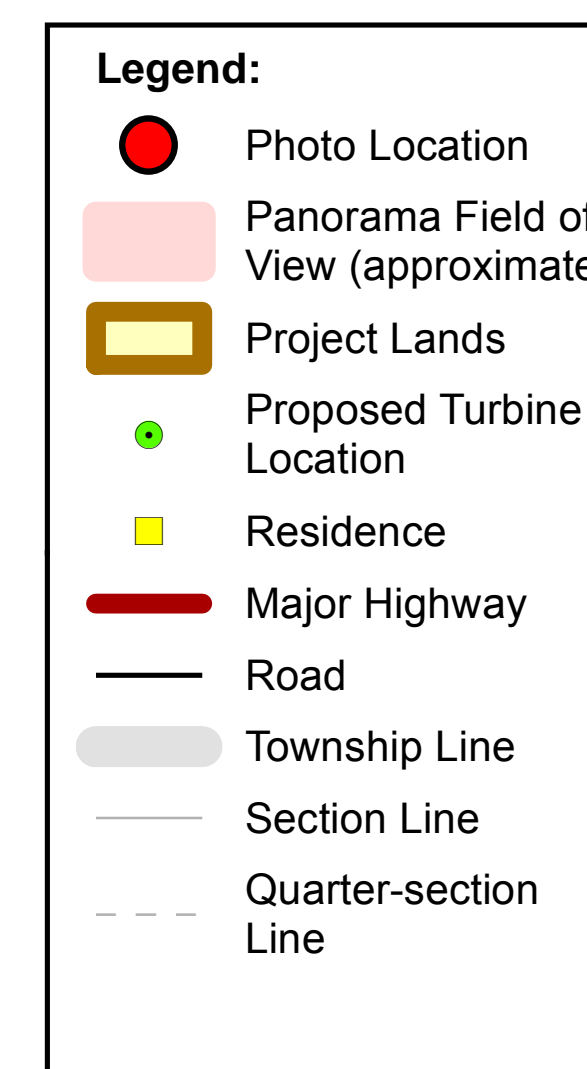 Legend:
Photo Location
Panorama Field of
View (approximate
Project Lands
Proposed Turbine
Location
Residence
Major Highway
Road
Township Line
Section Line
Quarter-section
Line